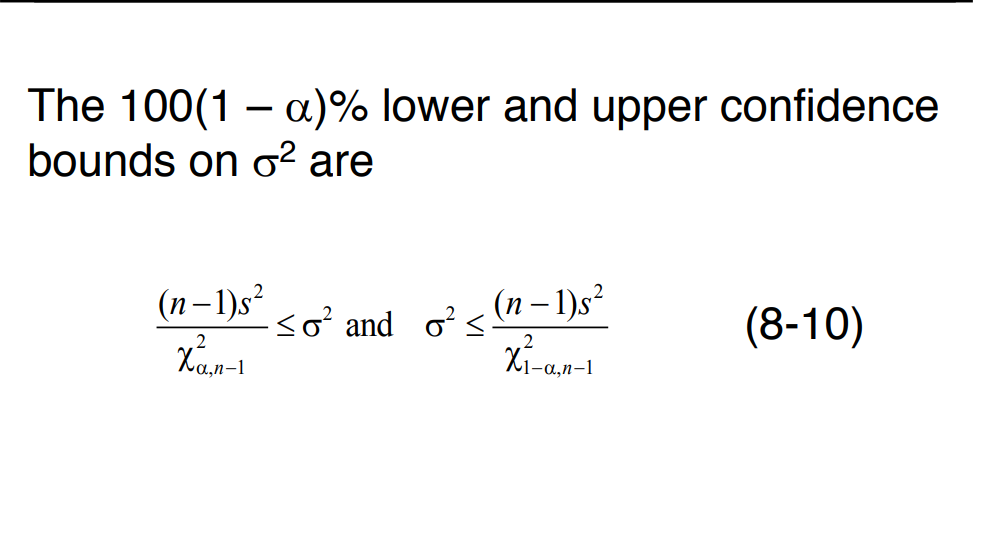 The 100(1 – α)% lower and upper confidence
bounds on σ² are
(n−1)s² / χ²α,n−1 ≤ σ² and σ² ≤ (n−1)s² / χ²1−α,n−1 (8-10)